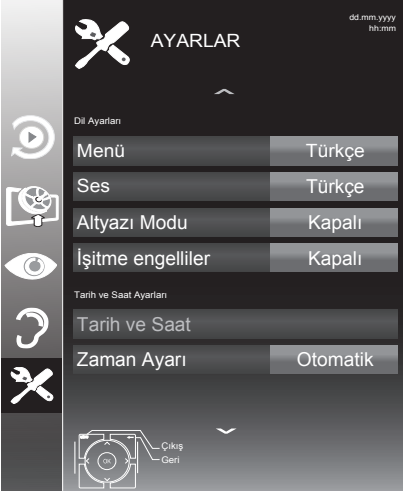 AYARLAR
dd.mm.yyyy
hh:mm
Dil Ayarları
Menü Türkçe
Ses Türkçe
Altyazı Modu Kapalı
İşitme engelliler Kapalı
Tarih ve Saat Ayarları
Tarih ve Saat
Zaman Ayarı Otomatik
Çıkış
Geri
OK